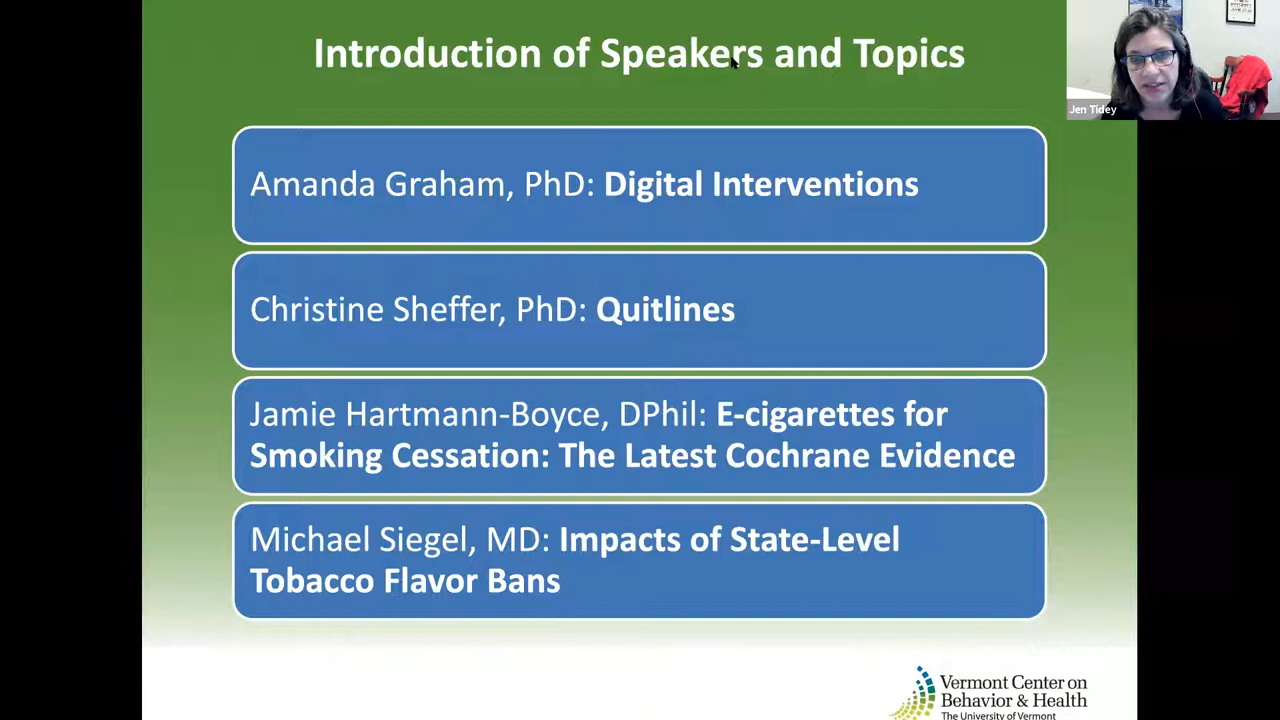 Introduction of Speakers and Topics
Jen Tidey
Amanda Graham, PhD: Digital Interventions
Christine Sheffer, PhD: Quitlines
Jamie Hartmann-Boyce, DPhil: E-cigarettes for
Smoking Cessation: The Latest Cochrane Evidence
Michael Siegel, MD: Impacts of State-Level
Tobacco Flavor Bans
Vermont Center on
Behavior & Health
The University of Vermont